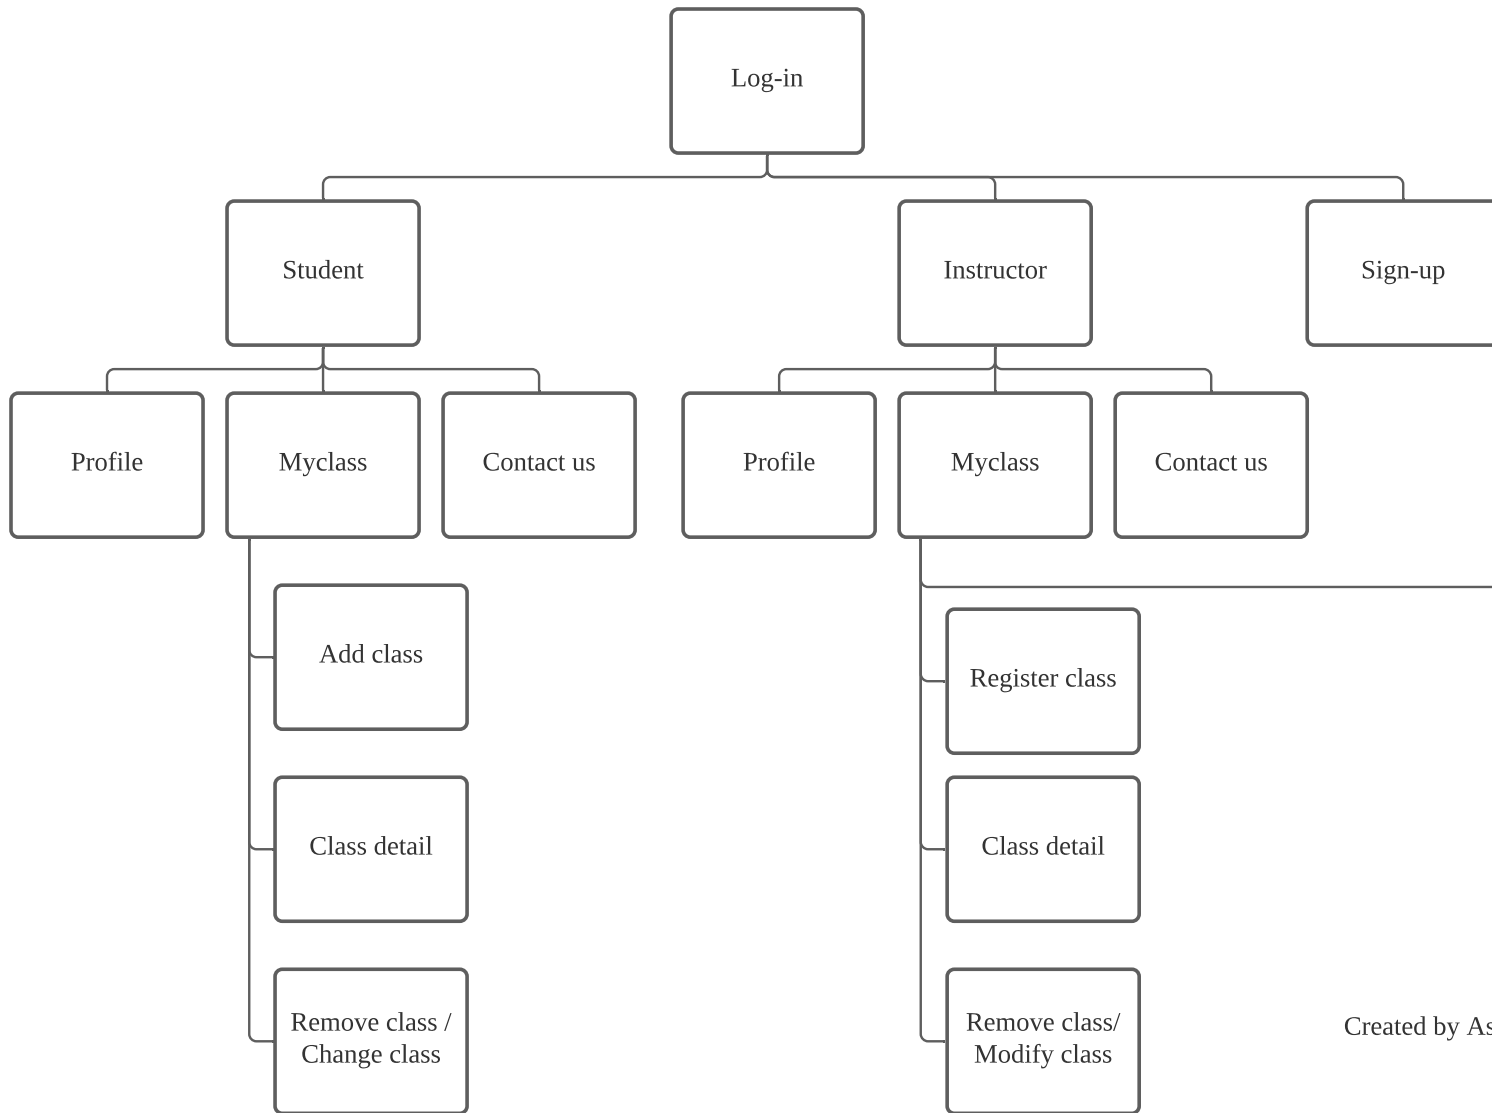 Log-in
Student
Instructor
Sign-up
Profile
Myclass
Contact us
Profile
Myclass
Contact us
Add class
Register class
Class detail
Class detail
Remove class /
Change class
Remove class/
Modify class
Created by